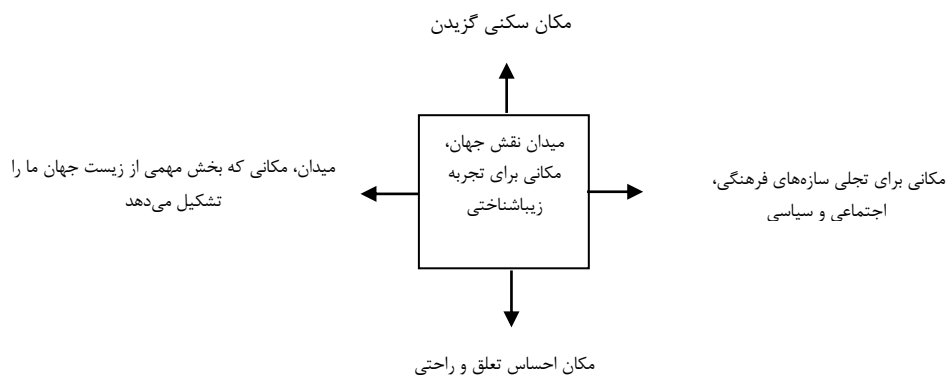 مکان سکنی گزیدن
میدان نقش جهان،
مکانی برای تجربه
زیباشناختی
مکانی برای تجلی سازه‌های فرهنگی،
اجتماعی و سیاسی
میدان، مکانی که بخش مهمی از زیست جهان ما را
تشکیل می‌دهد
مکان احساس تعلق و راحتی